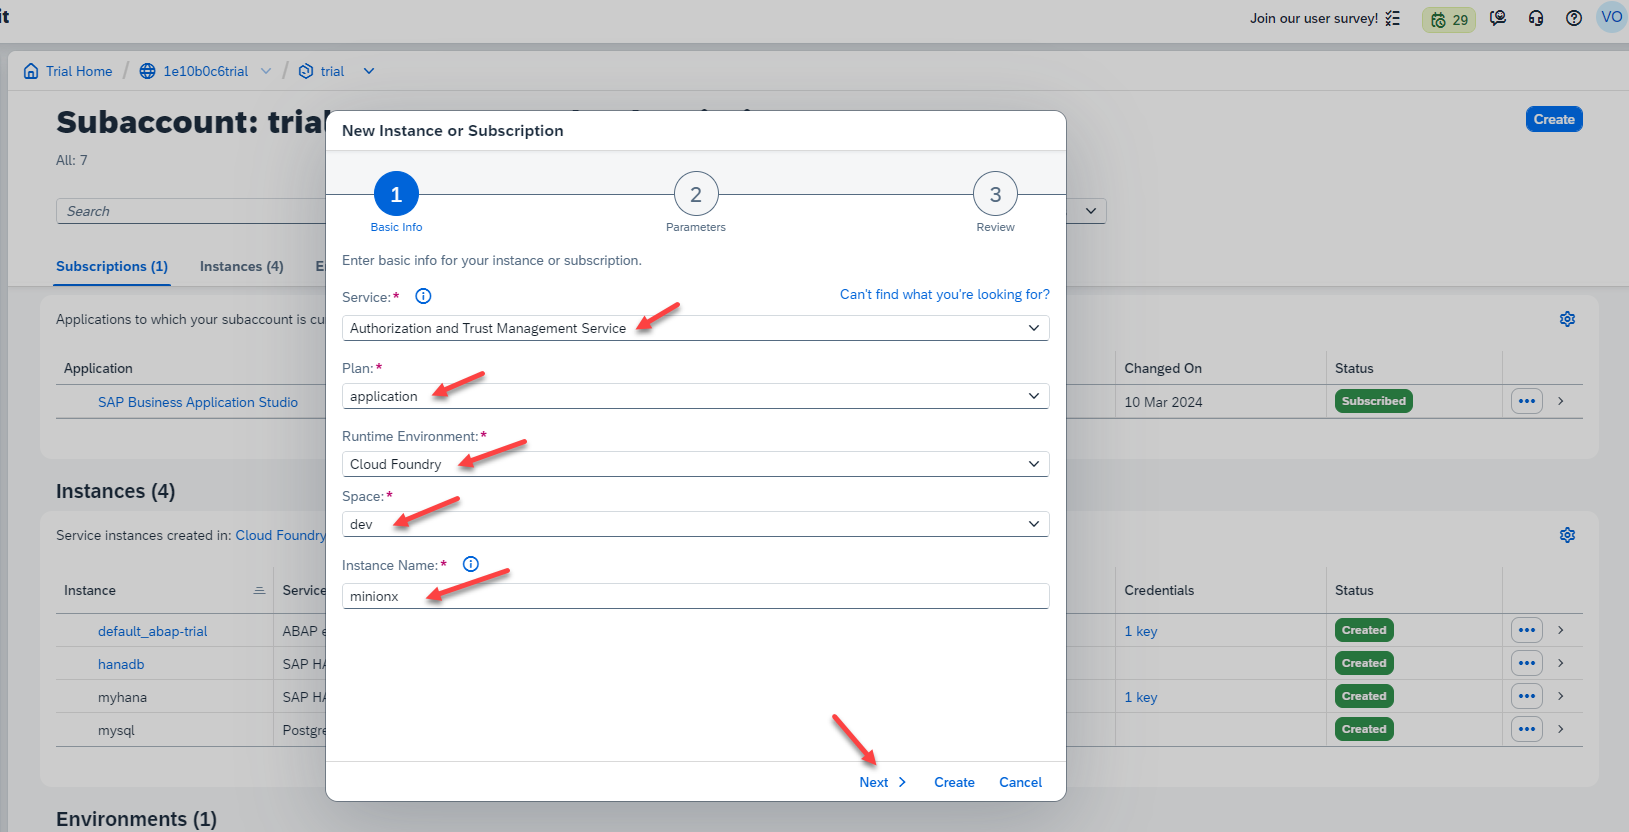 it
Join our user survey!
29
VO
Trial Home / 1e10b0c6trial / trial
Subaccount: trial
Create
All: 7
Search
Subscriptions (1) Instances (4)
Applications to which your subaccount is
Application Changed On Status
SAP Business Application Studio 10 Mar 2024 Subscribed
Instances (4)
Service instances created in: Cloud Foundry
Instance Service Credentials Status
default_abap-trial ABAP 1 key Created
hanadb SAP Created
myhana SAP 1 key Created
mysql Created
Environments (1)
New Instance or Subscription
1 2 3
Basic Info Parameters Review
Enter basic info for your instance or subscription.
Service:* Can't find what you're looking for?
Authorization and Trust Management Service
Plan:*
application
Runtime Environment:*
Cloud Foundry
Space:*
dev
Instance Name:*
minionx
Next Create Cancel